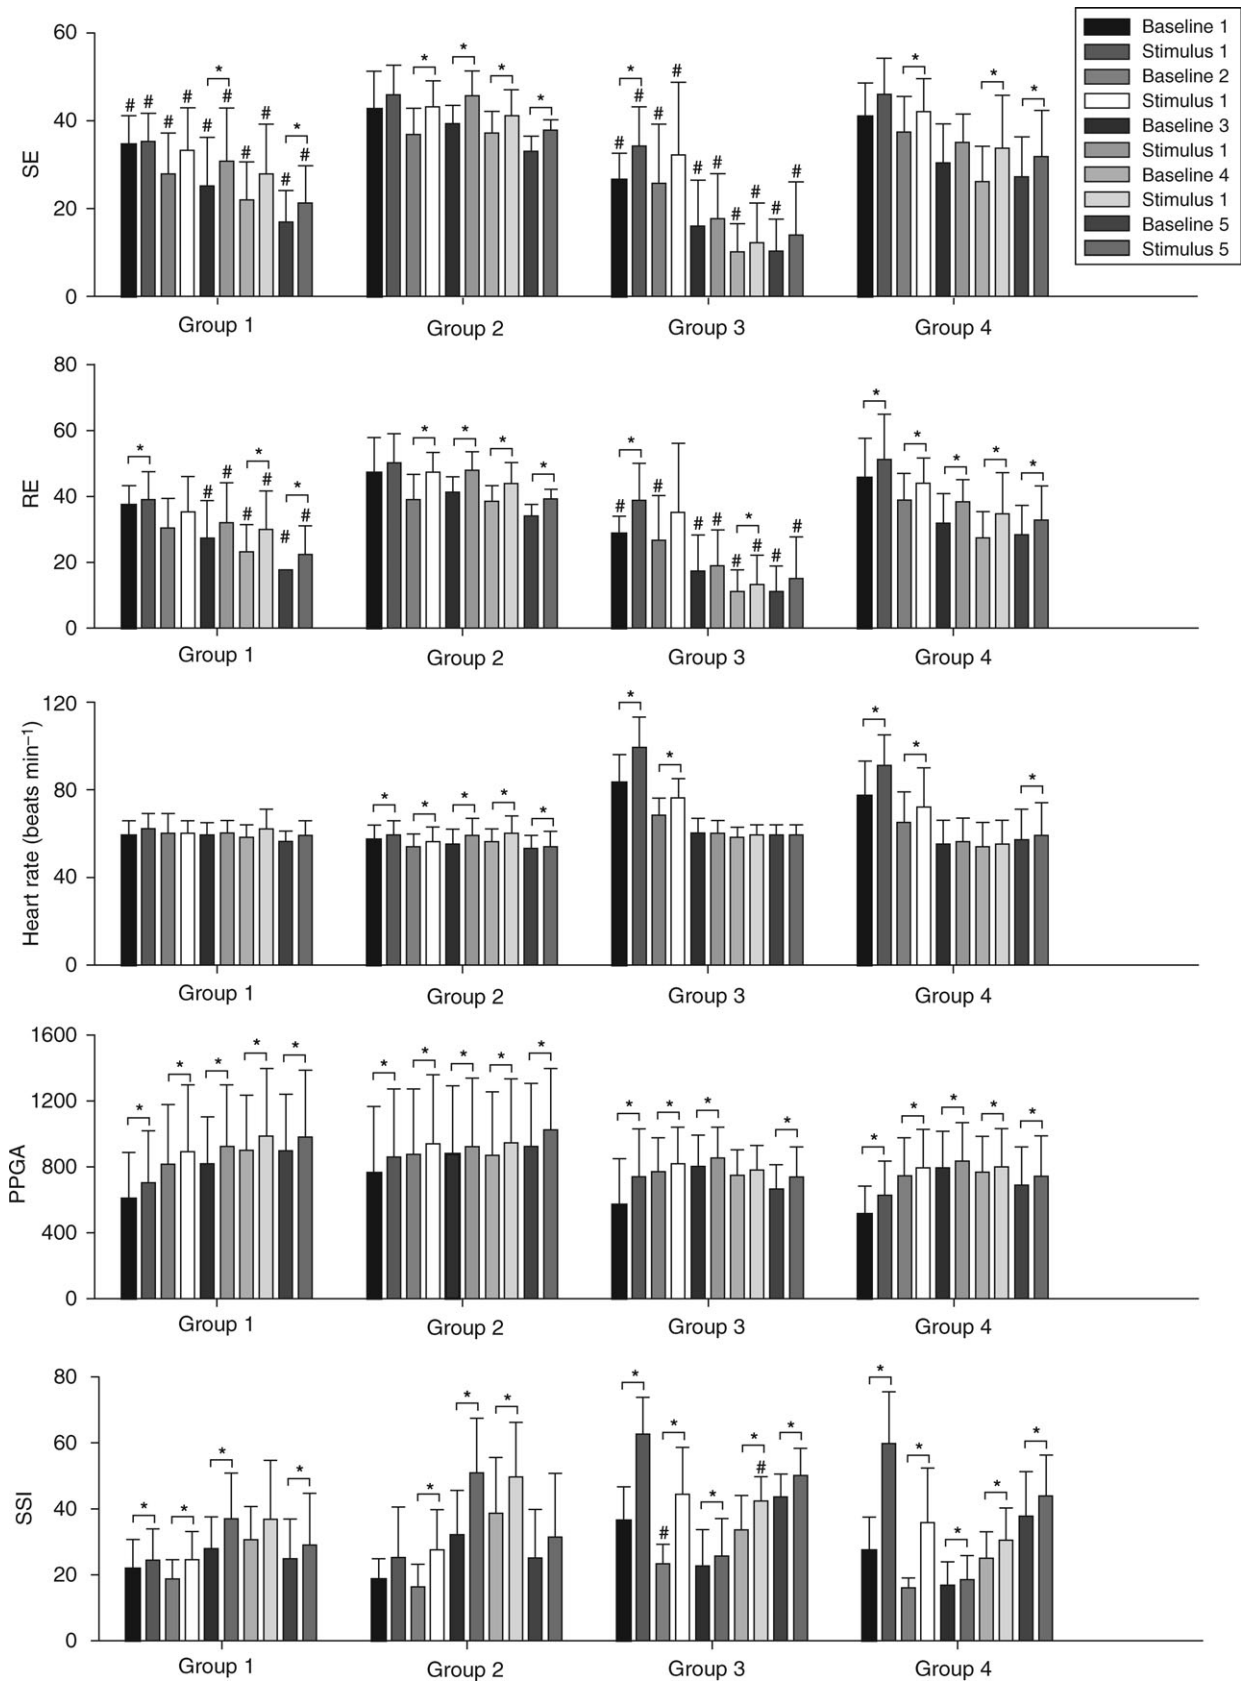 60
40
20
0
SE
Group 1
Group 2
Group 3
Group 4
Baseline 1
Stimulus 1
Baseline 2
Stimulus 1
Baseline 3
Stimulus 1
Baseline 4
Stimulus 1
Baseline 5
Stimulus 5
80
60
40
20
0
RE
Group 1
Group 2
Group 3
Group 4
120
80
40
0
Heart rate (beats min⁻¹)
Group 1
Group 2
Group 3
Group 4
1600
1200
800
400
0
PPGA
Group 1
Group 2
Group 3
Group 4
80
60
40
20
0
SSI
Group 1
Group 2
Group 3
Group 4